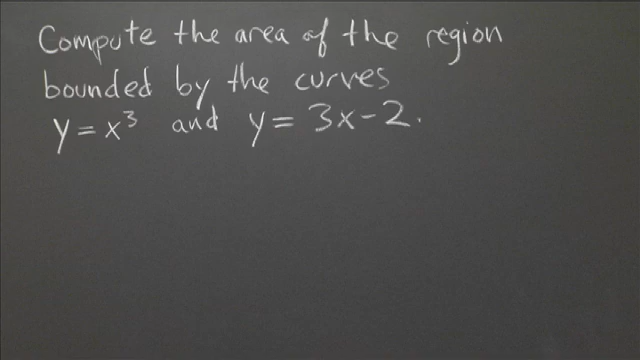 Compute the area of the region
bounded by the curves
y = x³ and y = 3x - 2.